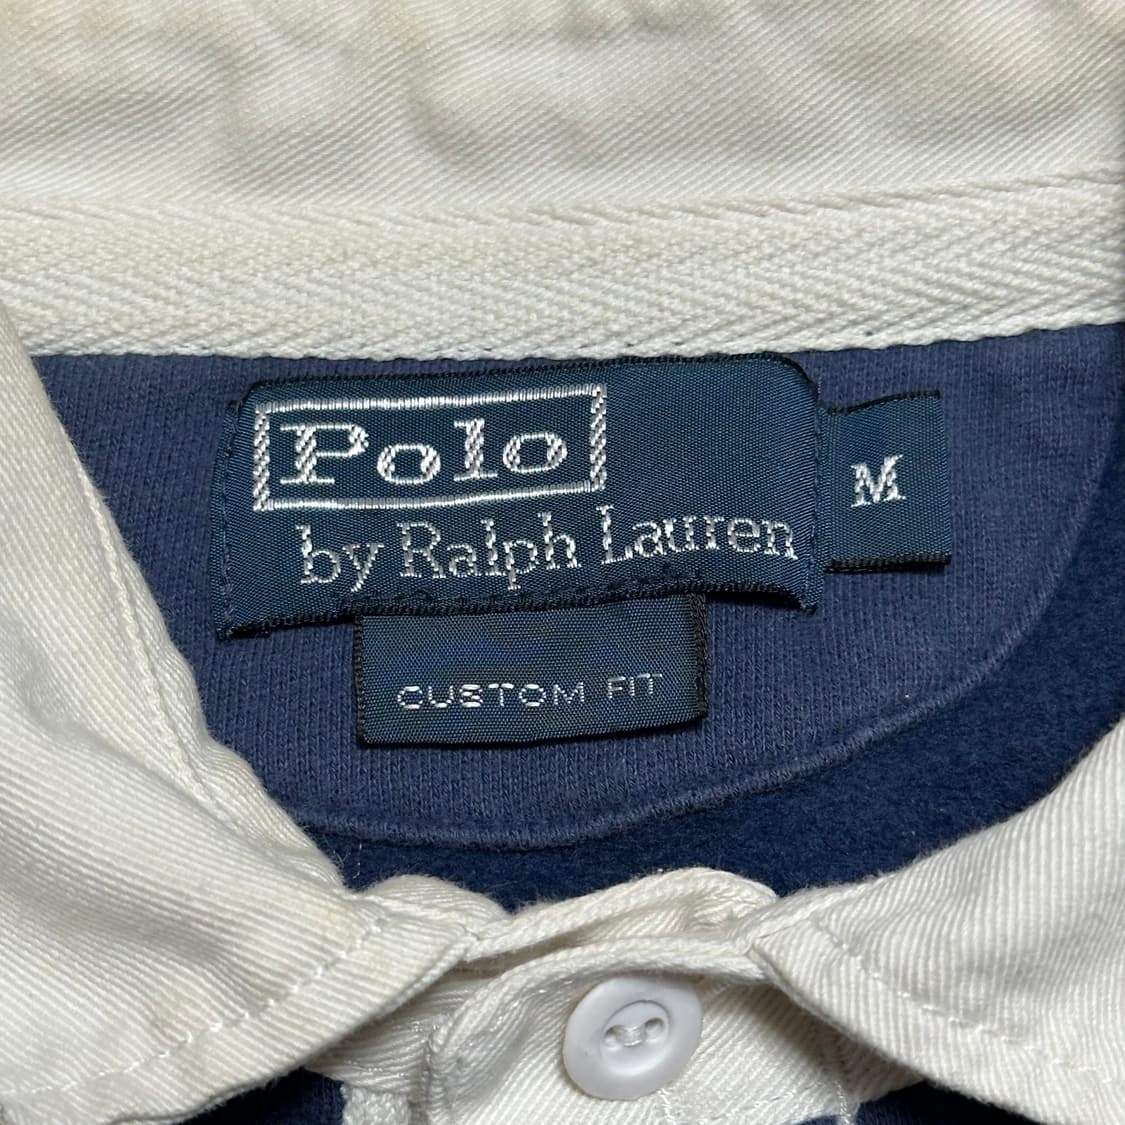 Polo
by Ralph Lauren
M
CUSTOM FIT